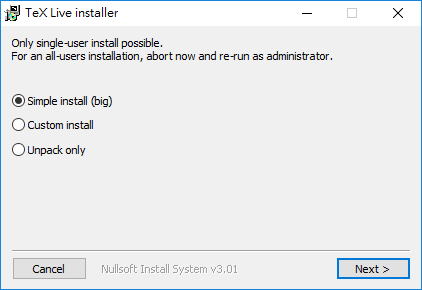 TeX Live installer
Only single-user install possible.
For an all-users installation, abort now and re-run as administrator.
Simple install (big)
Custom install
Unpack only
Cancel
Nullsoft Install System v3.01
Next >